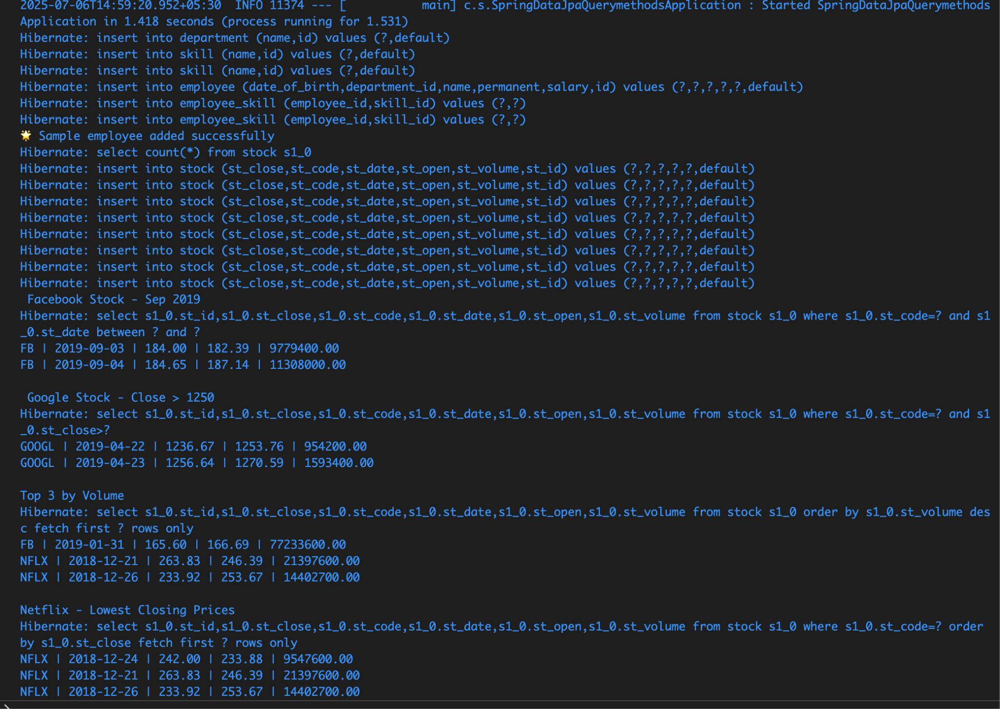 2025-07-06T14:59:20.952+05:30  INFO 11374 --- [           main] c.s.SpringDataJpaQuerymethodsApplication : Started SpringDataJpaQuerymethods
Application in 1.418 seconds (process running for 1.531)
Hibernate: insert into department (name,id) values (?,default)
Hibernate: insert into skill (name,id) values (?,default)
Hibernate: insert into skill (name,id) values (?,default)
Hibernate: insert into employee (date_of_birth,department_id,name,permanent,salary,id) values (?,?,?,?,?,default)
Hibernate: insert into employee_skill (employee_id,skill_id) values (?,?)
Hibernate: insert into employee_skill (employee_id,skill_id) values (?,?)
🌟 Sample employee added successfully
Hibernate: select count(*) from stock s1_0
Hibernate: insert into stock (st_close,st_code,st_date,st_open,st_volume,st_id) values (?,?,?,?,?,default)
Hibernate: insert into stock (st_close,st_code,st_date,st_open,st_volume,st_id) values (?,?,?,?,?,default)
Hibernate: insert into stock (st_close,st_code,st_date,st_open,st_volume,st_id) values (?,?,?,?,?,default)
Hibernate: insert into stock (st_close,st_code,st_date,st_open,st_volume,st_id) values (?,?,?,?,?,default)
Hibernate: insert into stock (st_close,st_code,st_date,st_open,st_volume,st_id) values (?,?,?,?,?,default)
Hibernate: insert into stock (st_close,st_code,st_date,st_open,st_volume,st_id) values (?,?,?,?,?,default)
Hibernate: insert into stock (st_close,st_code,st_date,st_open,st_volume,st_id) values (?,?,?,?,?,default)
Hibernate: insert into stock (st_close,st_code,st_date,st_open,st_volume,st_id) values (?,?,?,?,?,default)
 Facebook Stock - Sep 2019
Hibernate: select s1_0.st_id,s1_0.st_close,s1_0.st_code,s1_0.st_date,s1_0.st_open,s1_0.st_volume from stock s1_0 where s1_0.st_code=? and s1
_0.st_date between ? and ?
FB | 2019-09-03 | 184.00 | 182.39 | 9779400.00
FB | 2019-09-04 | 184.65 | 187.14 | 11308000.00
 Google Stock - Close > 1250
Hibernate: select s1_0.st_id,s1_0.st_close,s1_0.st_code,s1_0.st_date,s1_0.st_open,s1_0.st_volume from stock s1_0 where s1_0.st_code=? and s1
_0.st_close>?
GOOGL | 2019-04-22 | 1236.67 | 1253.76 | 954200.00
GOOGL | 2019-04-23 | 1256.64 | 1270.59 | 1593400.00
Top 3 by Volume
Hibernate: select s1_0.st_id,s1_0.st_close,s1_0.st_code,s1_0.st_date,s1_0.st_open,s1_0.st_volume from stock s1_0 order by s1_0.st_volume des
c fetch first ? rows only
FB | 2019-01-31 | 165.60 | 166.69 | 77233600.00
NFLX | 2018-12-21 | 263.83 | 246.39 | 21397600.00
NFLX | 2018-12-26 | 233.92 | 253.67 | 14402700.00
Netflix - Lowest Closing Prices
Hibernate: select s1_0.st_id,s1_0.st_close,s1_0.st_code,s1_0.st_date,s1_0.st_open,s1_0.st_volume from stock s1_0 where s1_0.st_code=? order
by s1_0.st_close fetch first ? rows only
NFLX | 2018-12-24 | 242.00 | 233.88 | 9547600.00
NFLX | 2018-12-21 | 263.83 | 246.39 | 21397600.00
NFLX | 2018-12-26 | 233.92 | 253.67 | 14402700.00